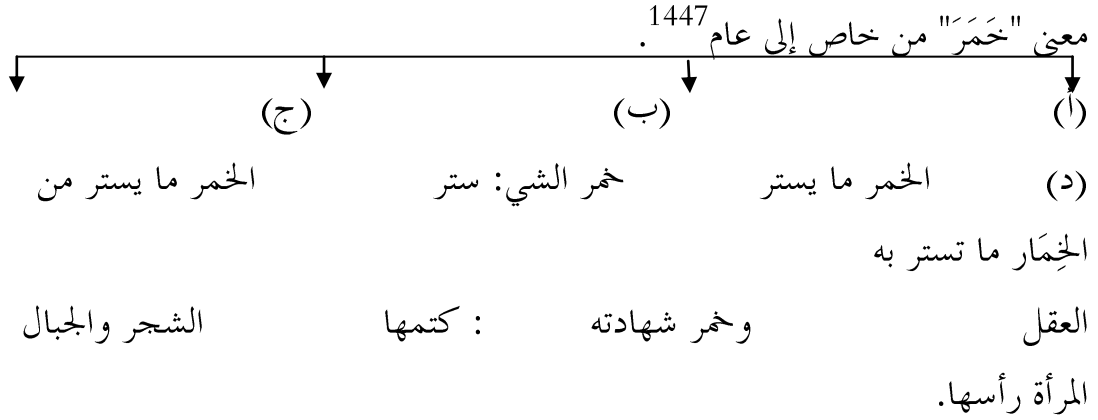 معنى "خَمَرَ" من خاص إلى عام1447.
(أ) (ب) (ج)
(د) الخمر ما يستر خمر الشي: ستر الخمر ما يستر من
الخِمَار ما تستر به
العقل وخمر شهادته : كتمها الشجر والجبال
المرأة رأسها.